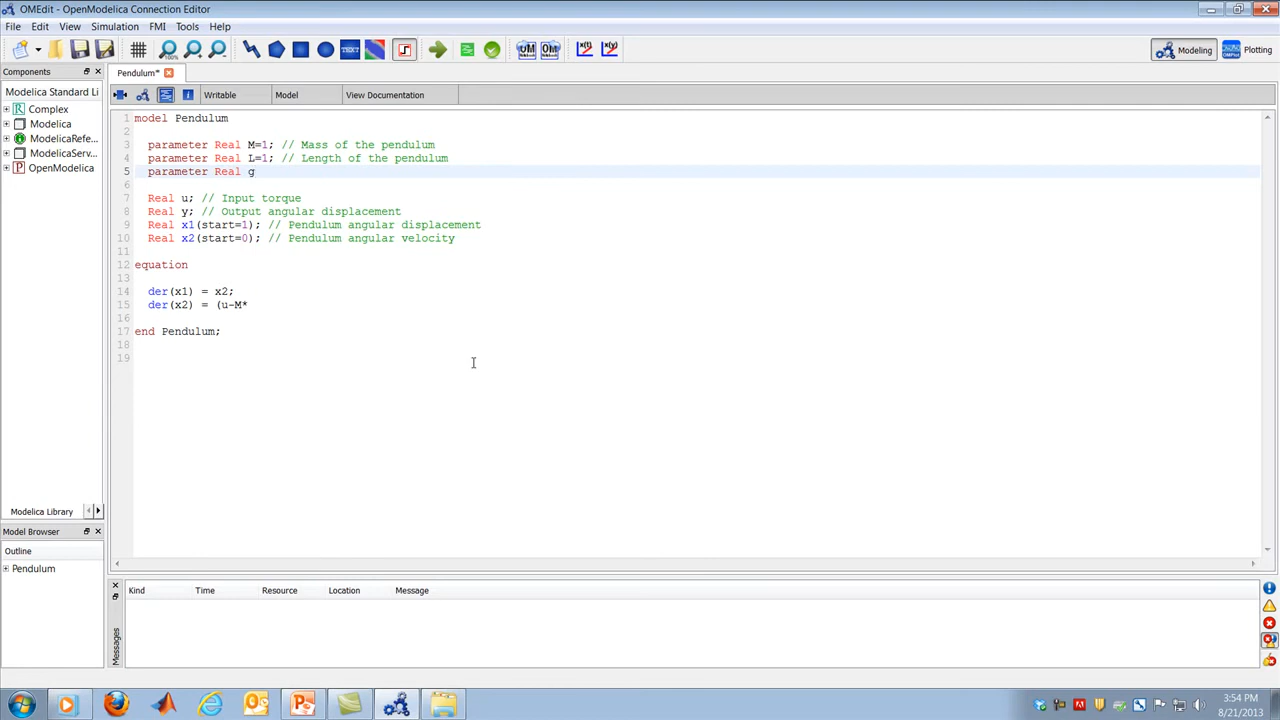 OMEdit - OpenModelica Connection Editor
File Edit View Simulation FMI Tools Help
100% TEXT OM OM x(t) x(y) Modeling Plotting
Components
Pendulum*
Modelica Standard Li
Writable Model View Documentation
Complex
Modelica
ModelicaRefe...
ModelicaServ...
OpenModelica
1 model Pendulum
2
3 parameter Real M=1; // Mass of the pendulum
4 parameter Real L=1; // Length of the pendulum
5 parameter Real g
6
7 Real u; // Input torque
8 Real y; // Output angular displacement
9 Real x1(start=1); // Pendulum angular displacement
10 Real x2(start=0); // Pendulum angular velocity
11
12 equation
13
14 der(x1) = x2;
15 der(x2) = (u-M*
16
17 end Pendulum;
18
19
Modelica Library
Model Browser
Outline
Pendulum
Kind Time Resource Location Message
Messages
3:54 PM
8/21/2013